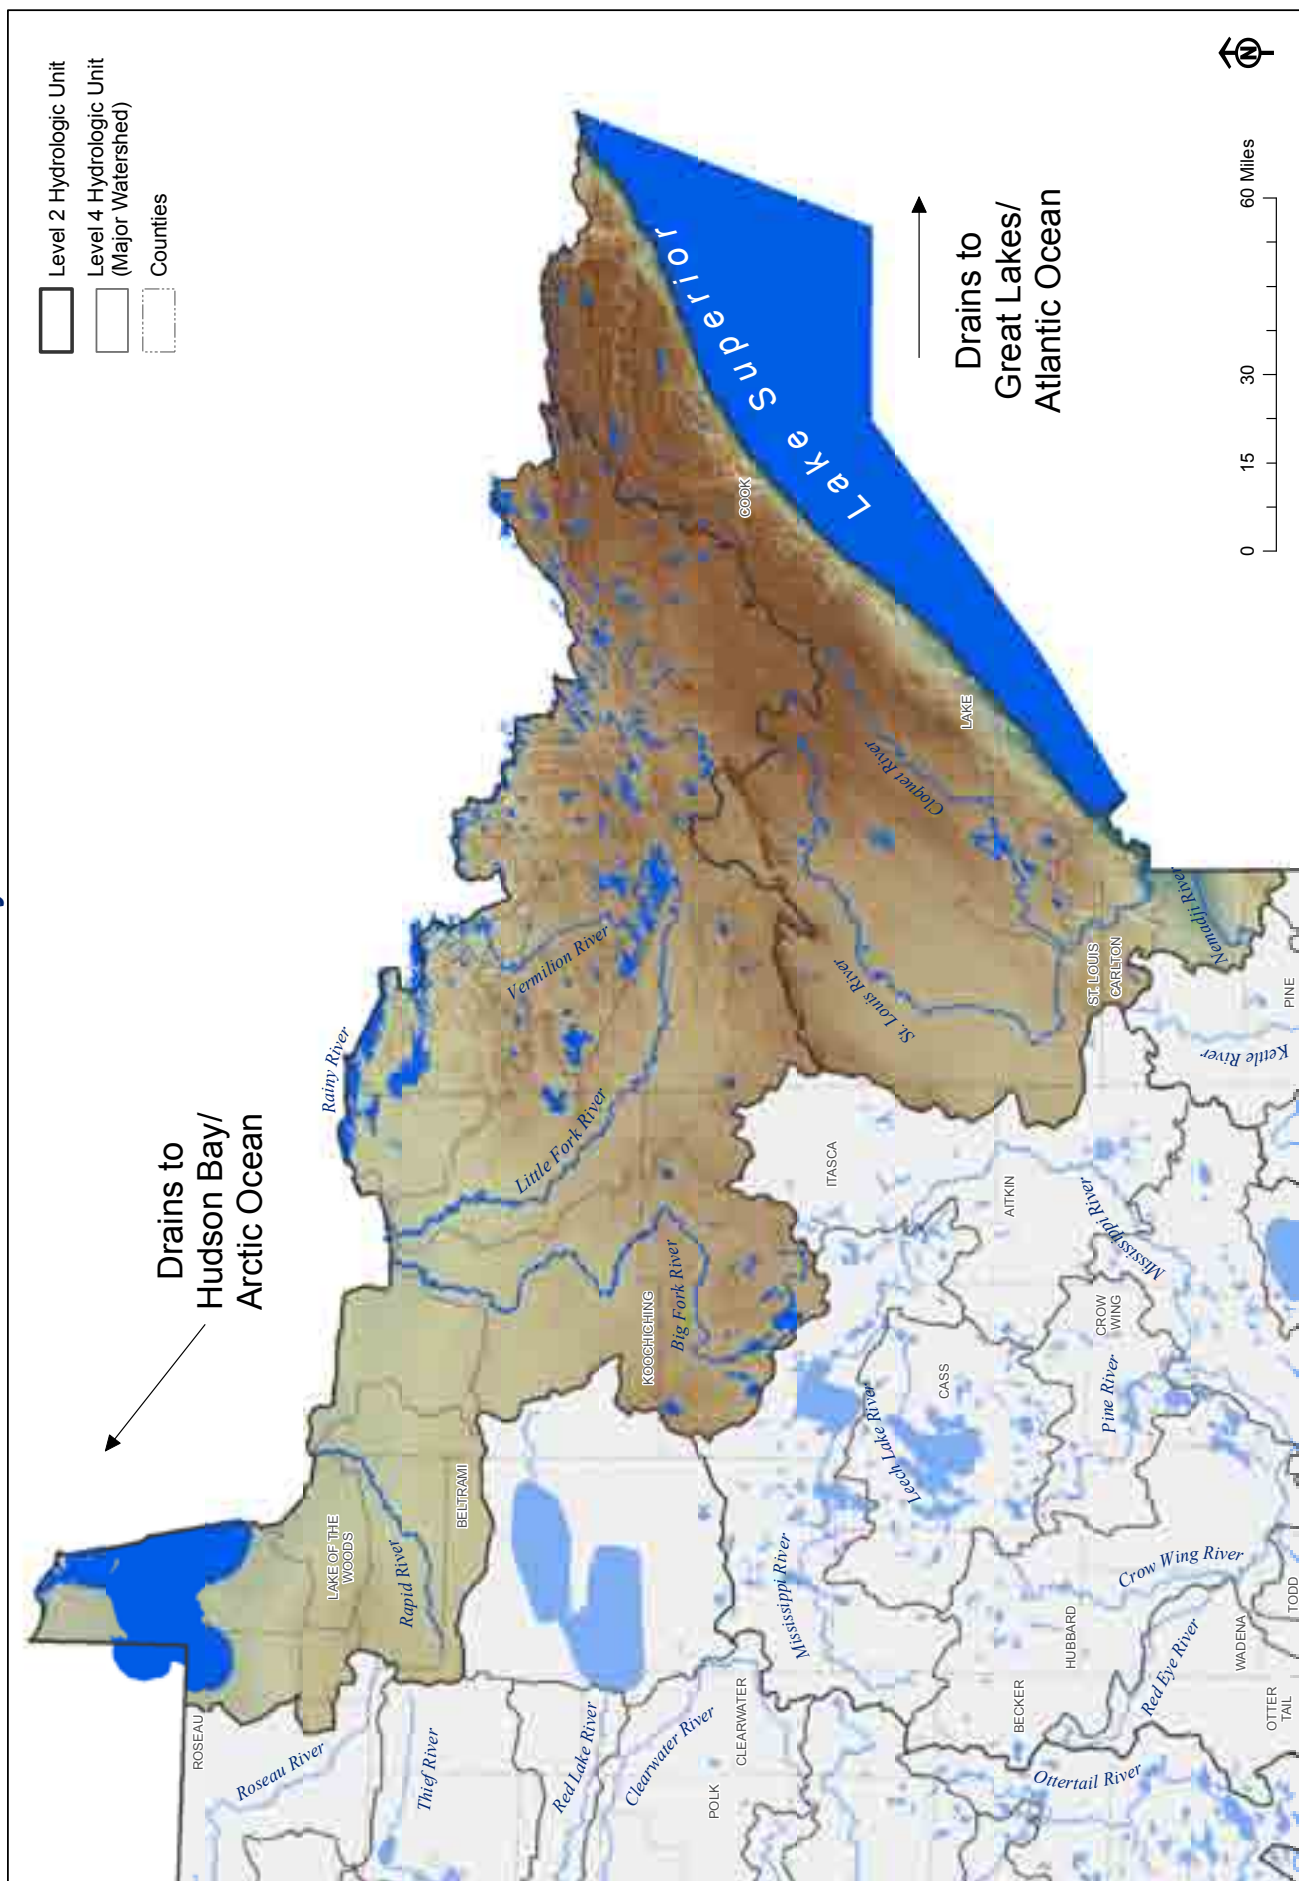 Level 2 Hydrologic Unit
Level 4 Hydrologic Unit
(Major Watershed)
Counties
N
Drains to
Hudson Bay/
Arctic Ocean
Drains to
Great Lakes/
Atlantic Ocean
0
15
30
60 Miles
Lake Superior
COOK
LAKE
Cloquet River
St. Louis River
ST. LOUIS
CARLTON
Nemadji River
PINE
Kettle River
Rainy River
Vermilion River
Little Fork River
Big Fork River
KOOCHICHING
ITASCA
AITKIN
Mississippi River
CROW
WING
Pine River
CASS
Leech Lake River
LAKE OF THE
WOODS
Rapid River
BELTRAMI
Mississippi River
HUBBARD
Crow Wing River
Red Eye River
WADENA
TODD
BECKER
OTTER
TAIL
Ottertail River
CLEARWATER
POLK
Clearwater River
Red Lake River
Thief River
Roseau River
ROSEAU